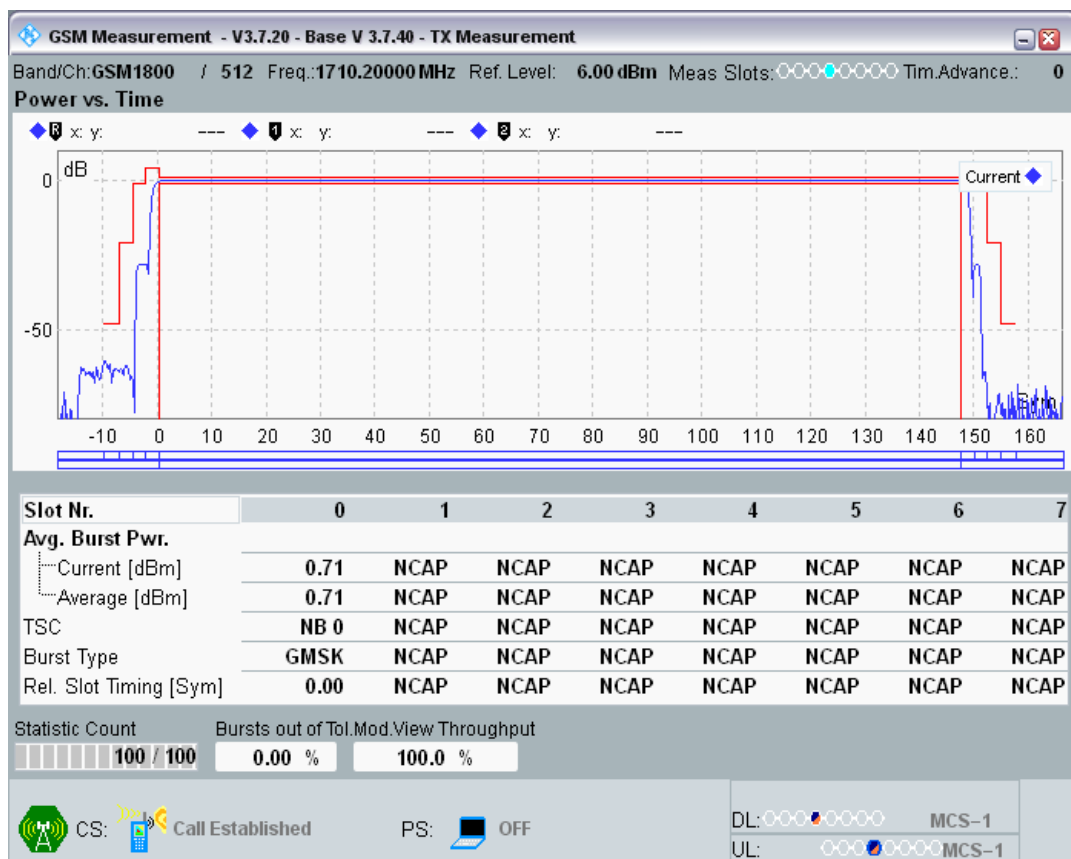 GSM Measurement - V3.7.20 - Base V 3.7.40 - TX Measurement
Band/Ch:GSM1800 / 512 Freq.:1710.20000 MHz Ref. Level: 6.00 dBm Meas Slots: Tim.Advance.: 0
Power vs. Time
R x: y: --- 1 x: y: --- 2 x: y: ---
dB
Current
0
-50
-10 0 10 20 30 40 50 60 70 80 90 100 110 120 130 140 150 160
Slot Nr. 0 1 2 3 4 5 6 7
Avg. Burst Pwr.
Current [dBm] 0.71 NCAP NCAP NCAP NCAP NCAP NCAP NCAP
Average [dBm] 0.71 NCAP NCAP NCAP NCAP NCAP NCAP NCAP
TSC NB 0 NCAP NCAP NCAP NCAP NCAP NCAP NCAP
Burst Type GMSK NCAP NCAP NCAP NCAP NCAP NCAP NCAP
Rel. Slot Timing [Sym] 0.00 NCAP NCAP NCAP NCAP NCAP NCAP NCAP
Statistic Count Bursts out of Tol.Mod.View Throughput
100 / 100 0.00 % 100.0 %
CS: Call Established PS: OFF
DL: MCS-1
UL: MCS-1